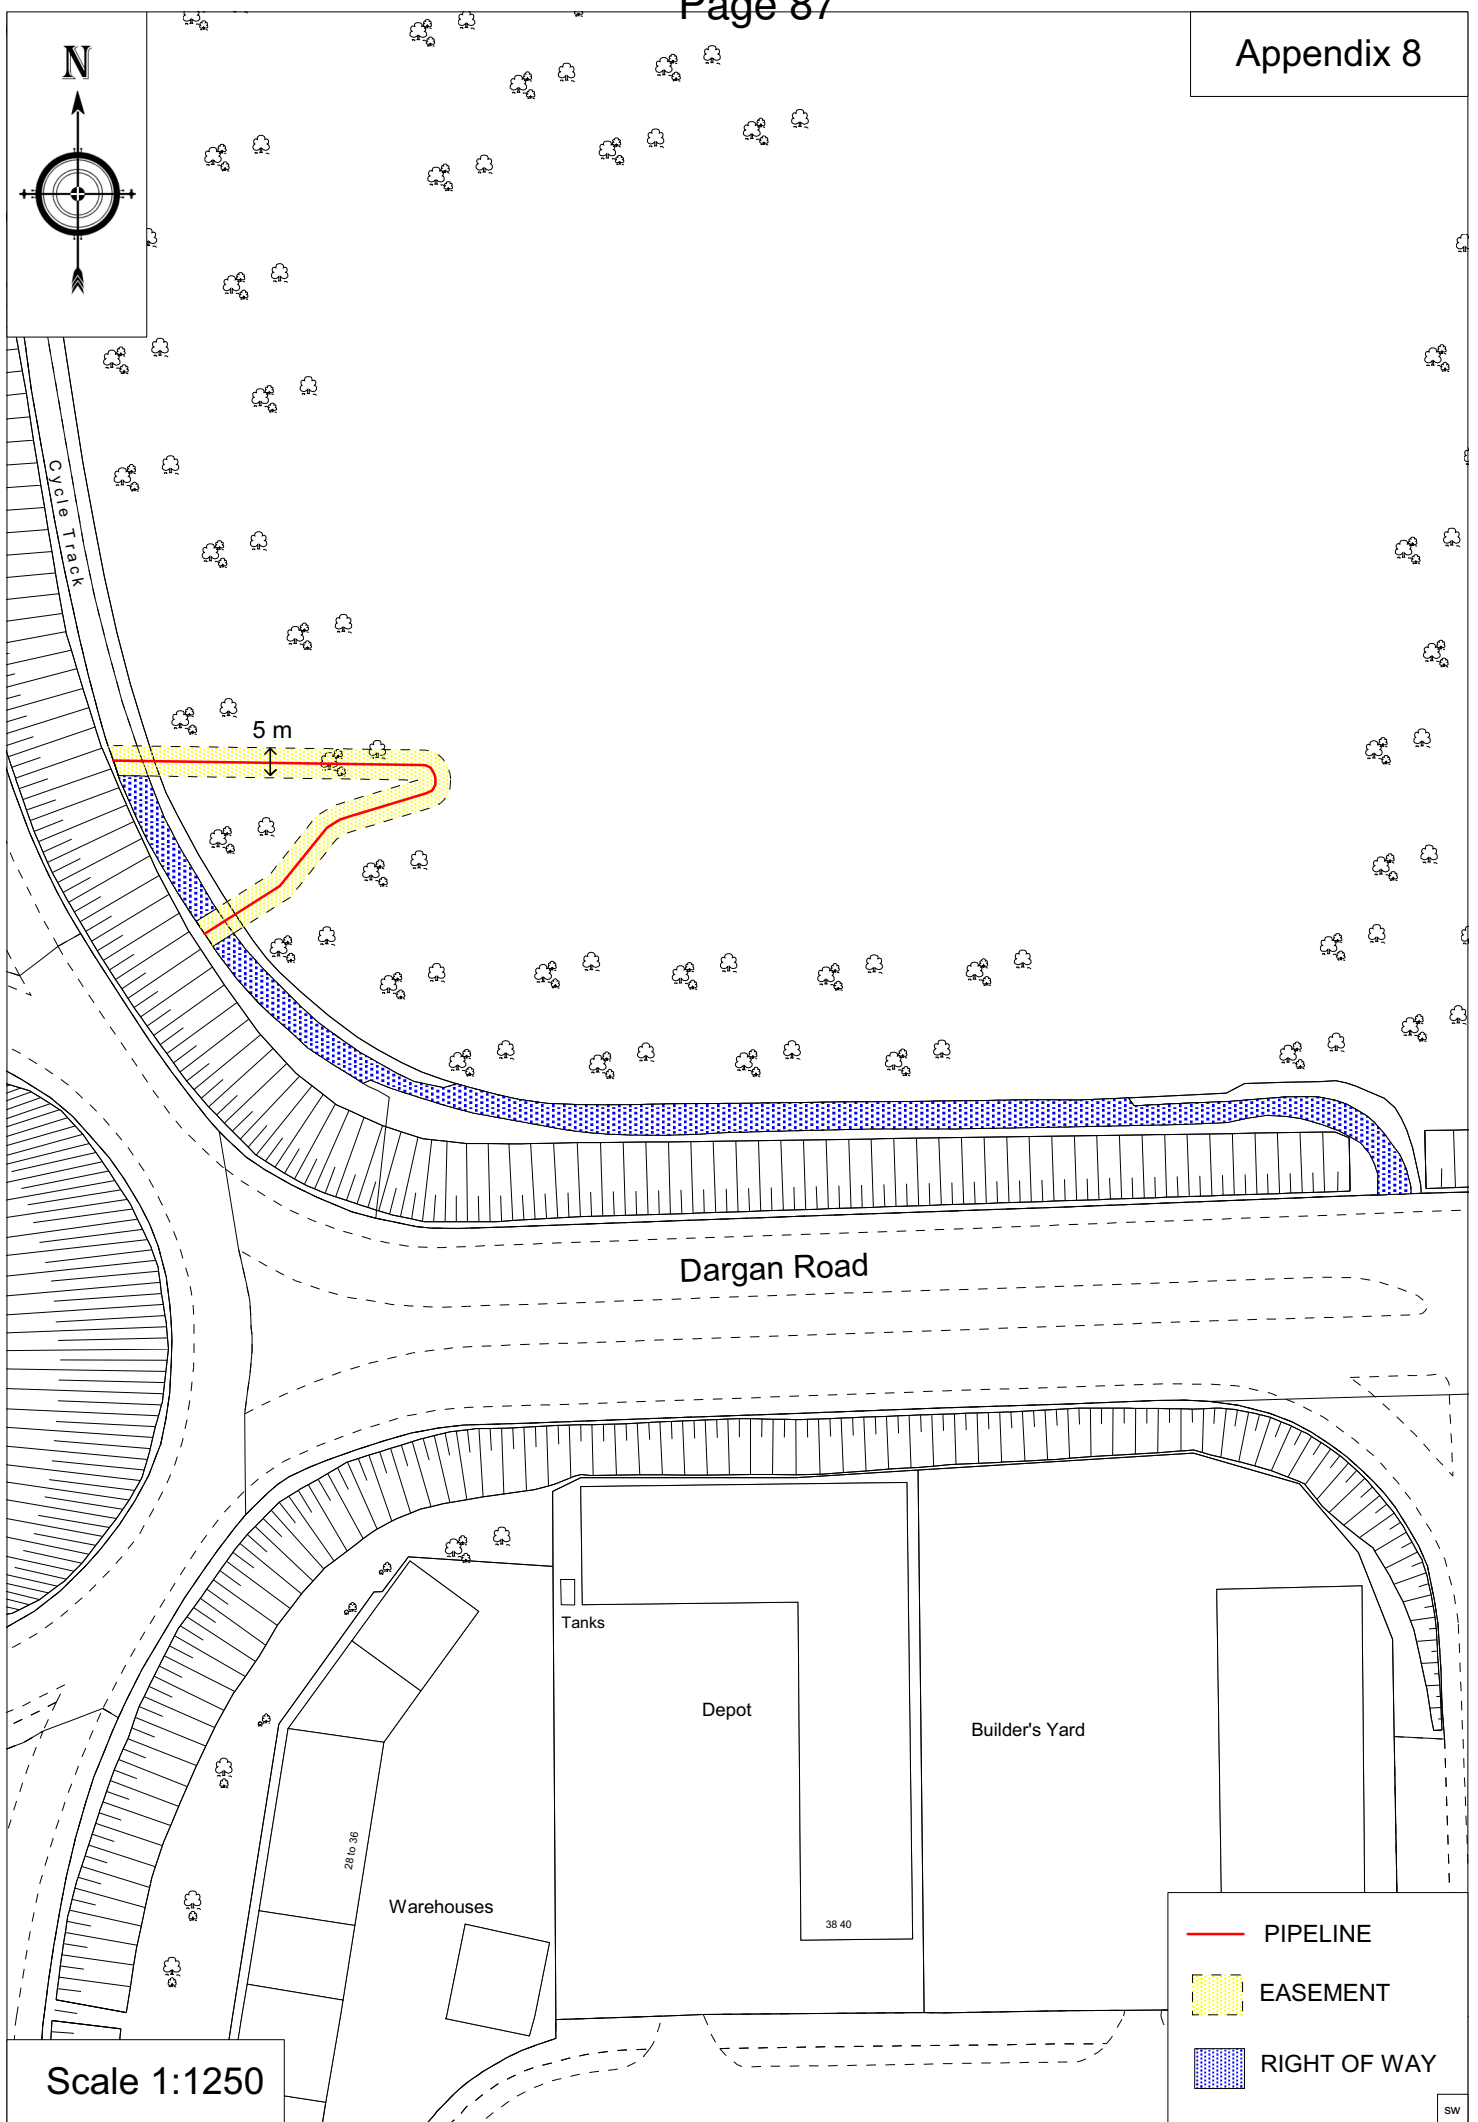 Page 87
Appendix 8
N
Cycle Track
5 m
Dargan Road
Tanks
Depot
Builder's Yard
28 to 36
Warehouses
38 40
PIPELINE
EASEMENT
RIGHT OF WAY
Scale 1:1250
SW